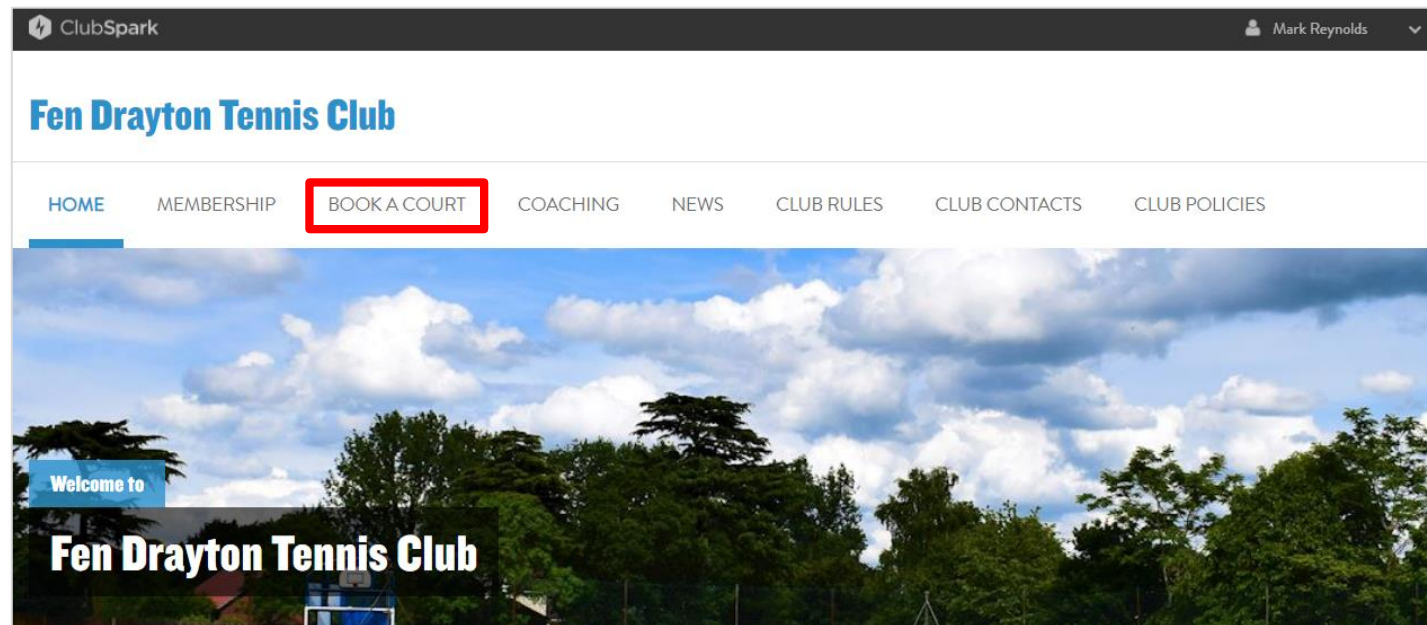 ClubSpark
Mark Reynolds
Fen Drayton Tennis Club
HOME MEMBERSHIP BOOK A COURT COACHING NEWS CLUB RULES CLUB CONTACTS CLUB POLICIES
Welcome to
Fen Drayton Tennis Club